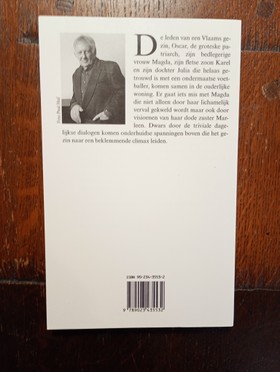 De leden van een Vlaams ge-
zin, Oscar, de groteske pa-
triarch, zijn bedlegerige
vrouw Magda, zijn fletse zoon Karel
en zijn dochter Julia die helaas ge-
trouwd is met een ondermaatse voet-
baller, komen samen in de ouderlijke
woning. Er gaat iets mis met Magda
die niet alleen door haar lichamelijk
verval gekweld wordt maar ook door
visioenen van haar dode zuster Mar-
leen. Dwars door de triviale dage-
lijkse dialogen komen onderhuidse spanningen boven die het ge-
zin naar een beklemmende climax leiden.
ISBN 90-234-3555-2
9 789023 435552